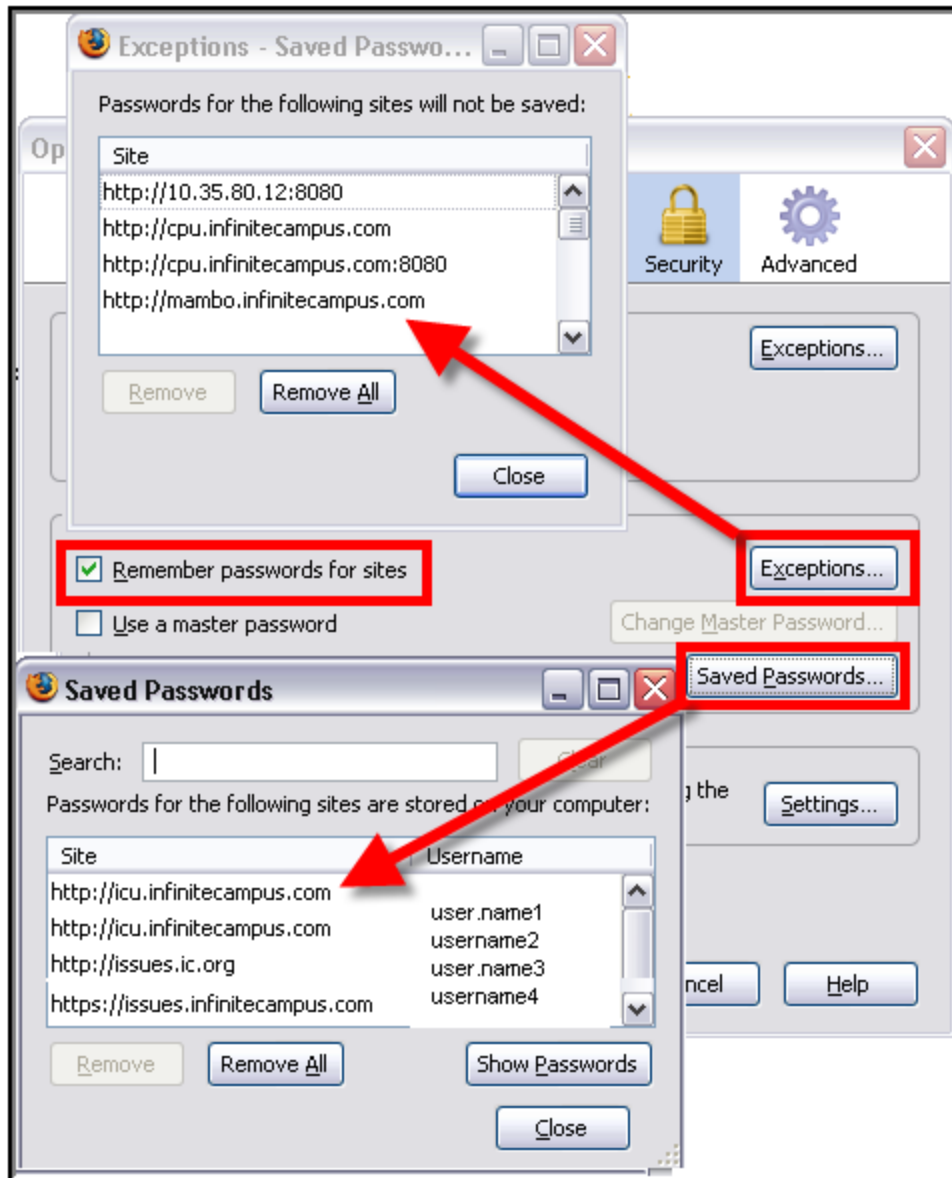 Exceptions - Saved Passwo...
Passwords for the following sites will not be saved:
Site
http://10.35.80.12:8080
http://cpu.infinitecampus.com
http://cpu.infinitecampus.com:8080
http://mambo.infinitecampus.com
Remove
Remove All
Close
Op
Security
Advanced
Exceptions...
Remember passwords for sites
Exceptions...
Use a master password
Change Master Password...
Saved Passwords...
Saved Passwords
Search:
Clear
Passwords for the following sites are stored on your computer:
Site Username
http://icu.infinitecampus.com
user.name1
http://icu.infinitecampus.com
username2
http://issues.ic.org
user.name3
https://issues.infinitecampus.com
username4
Remove
Remove All
Show Passwords
Close
g the
Settings...
ncel
Help